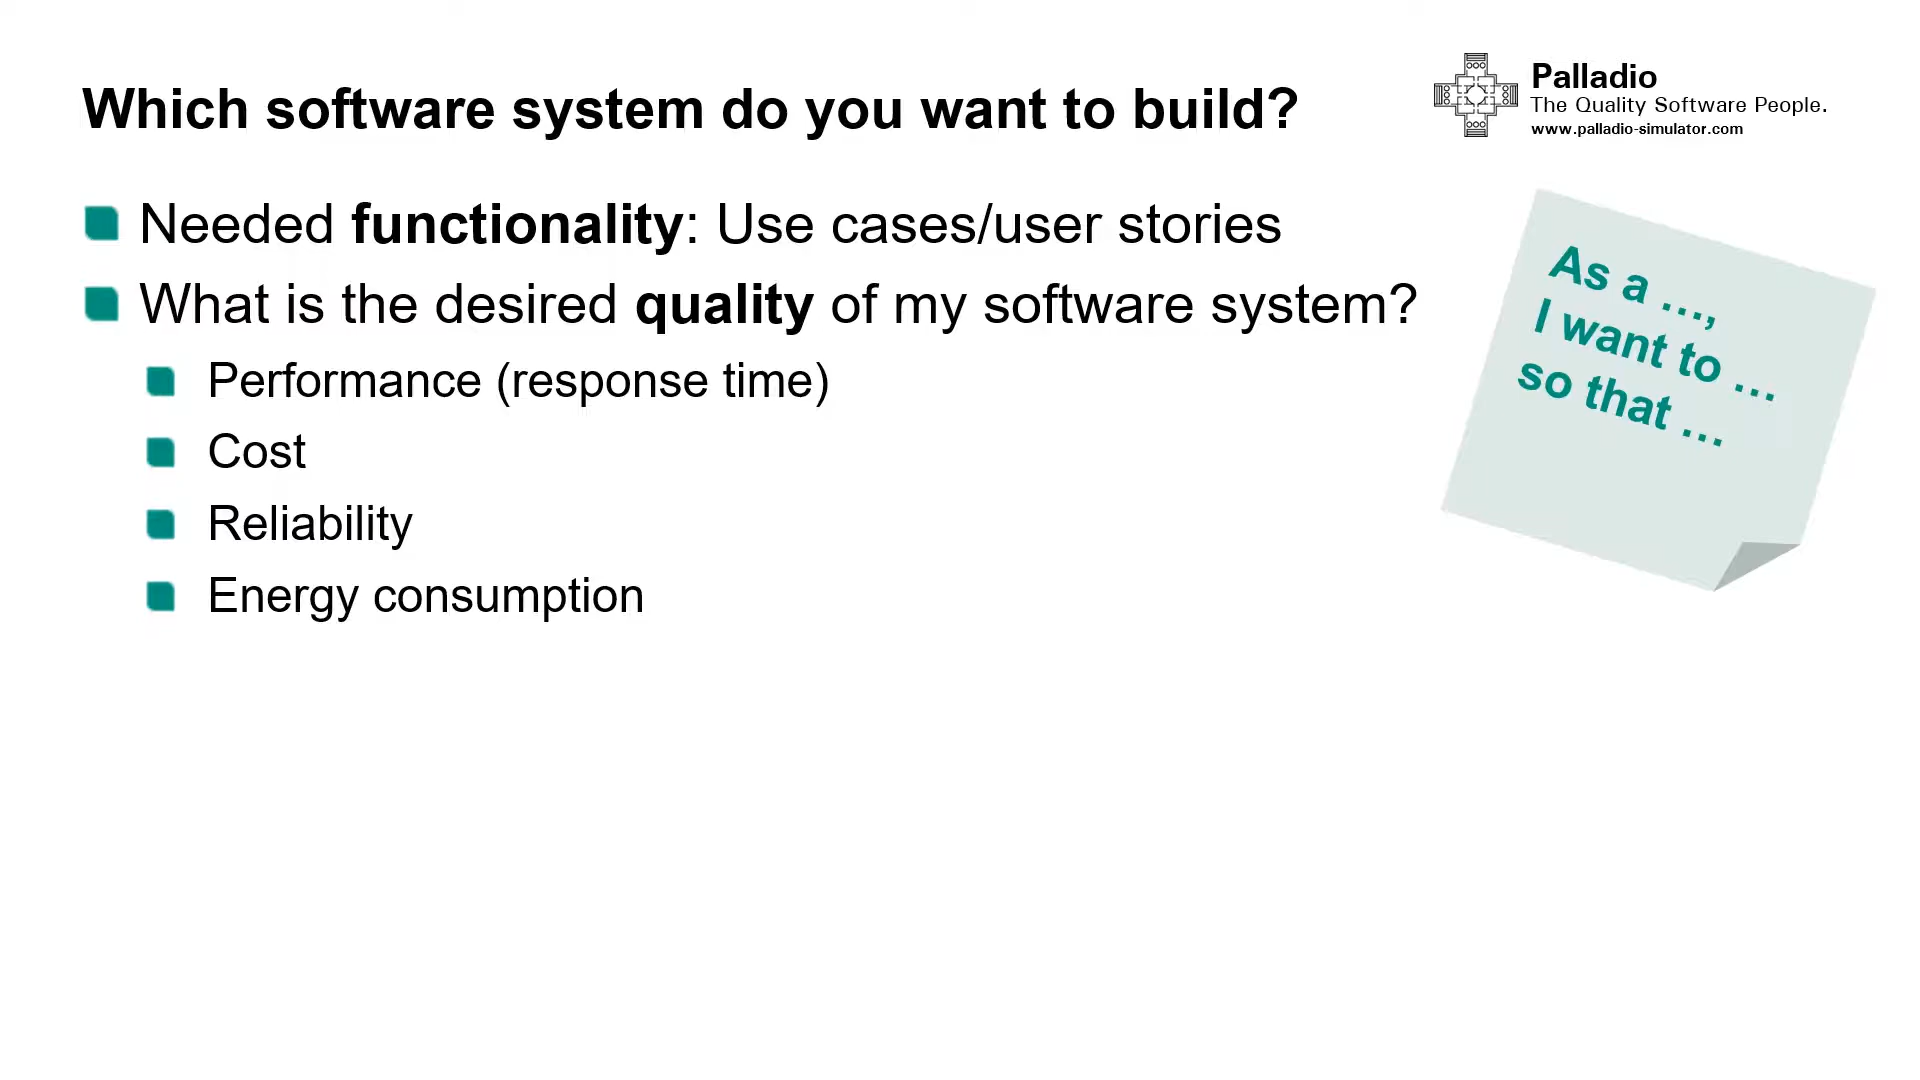 Which software system do you want to build?
Palladio
The Quality Software People.
www.palladio-simulator.com
Needed functionality: Use cases/user stories
What is the desired quality of my software system?
Performance (response time)
Cost
Reliability
Energy consumption
As a ...,
I want to ...
so that ...